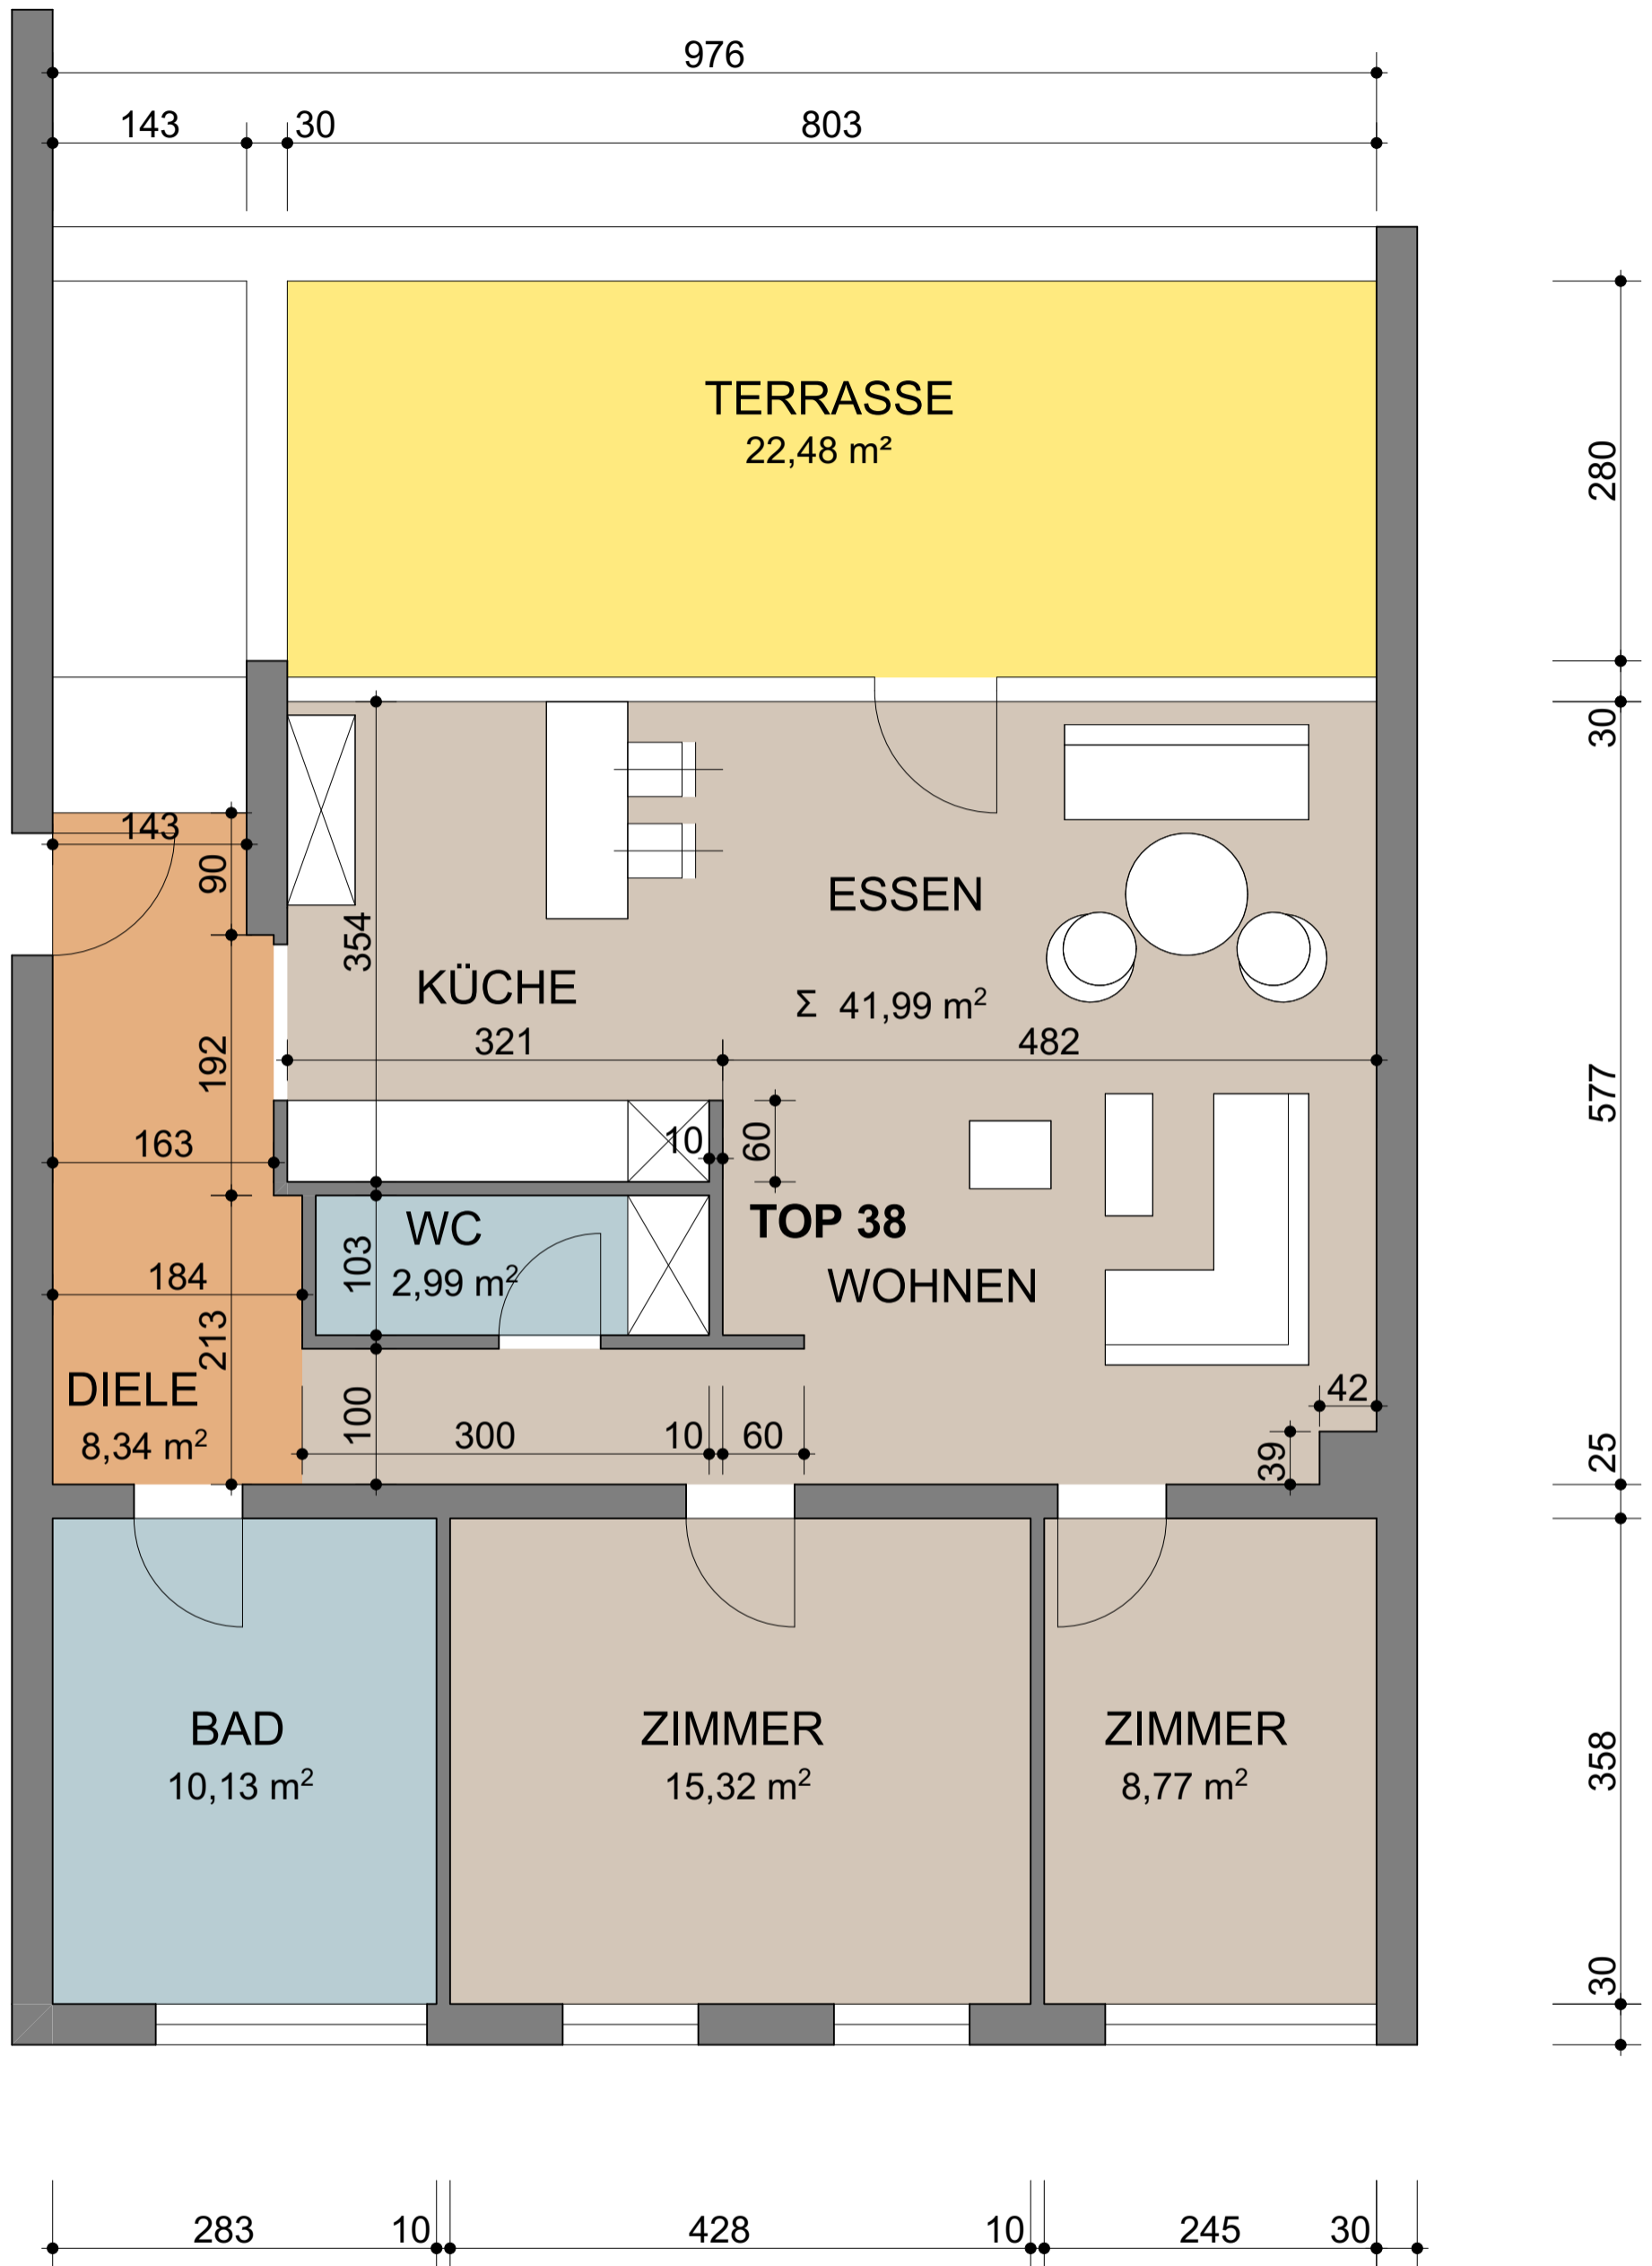 976
143
30
803
TERRASSE
22,48 m²
280
30
143
90
354
ESSEN
KÜCHE
Σ 41,99 m²
192
321
482
577
163
10
60
WC
2,99 m²
103
TOP 38
WOHNEN
184
213
DIELE
8,34 m²
100
300
10
60
42
39
25
BAD
10,13 m²
ZIMMER
15,32 m²
ZIMMER
8,77 m²
358
30
283
10
428
10
245
30